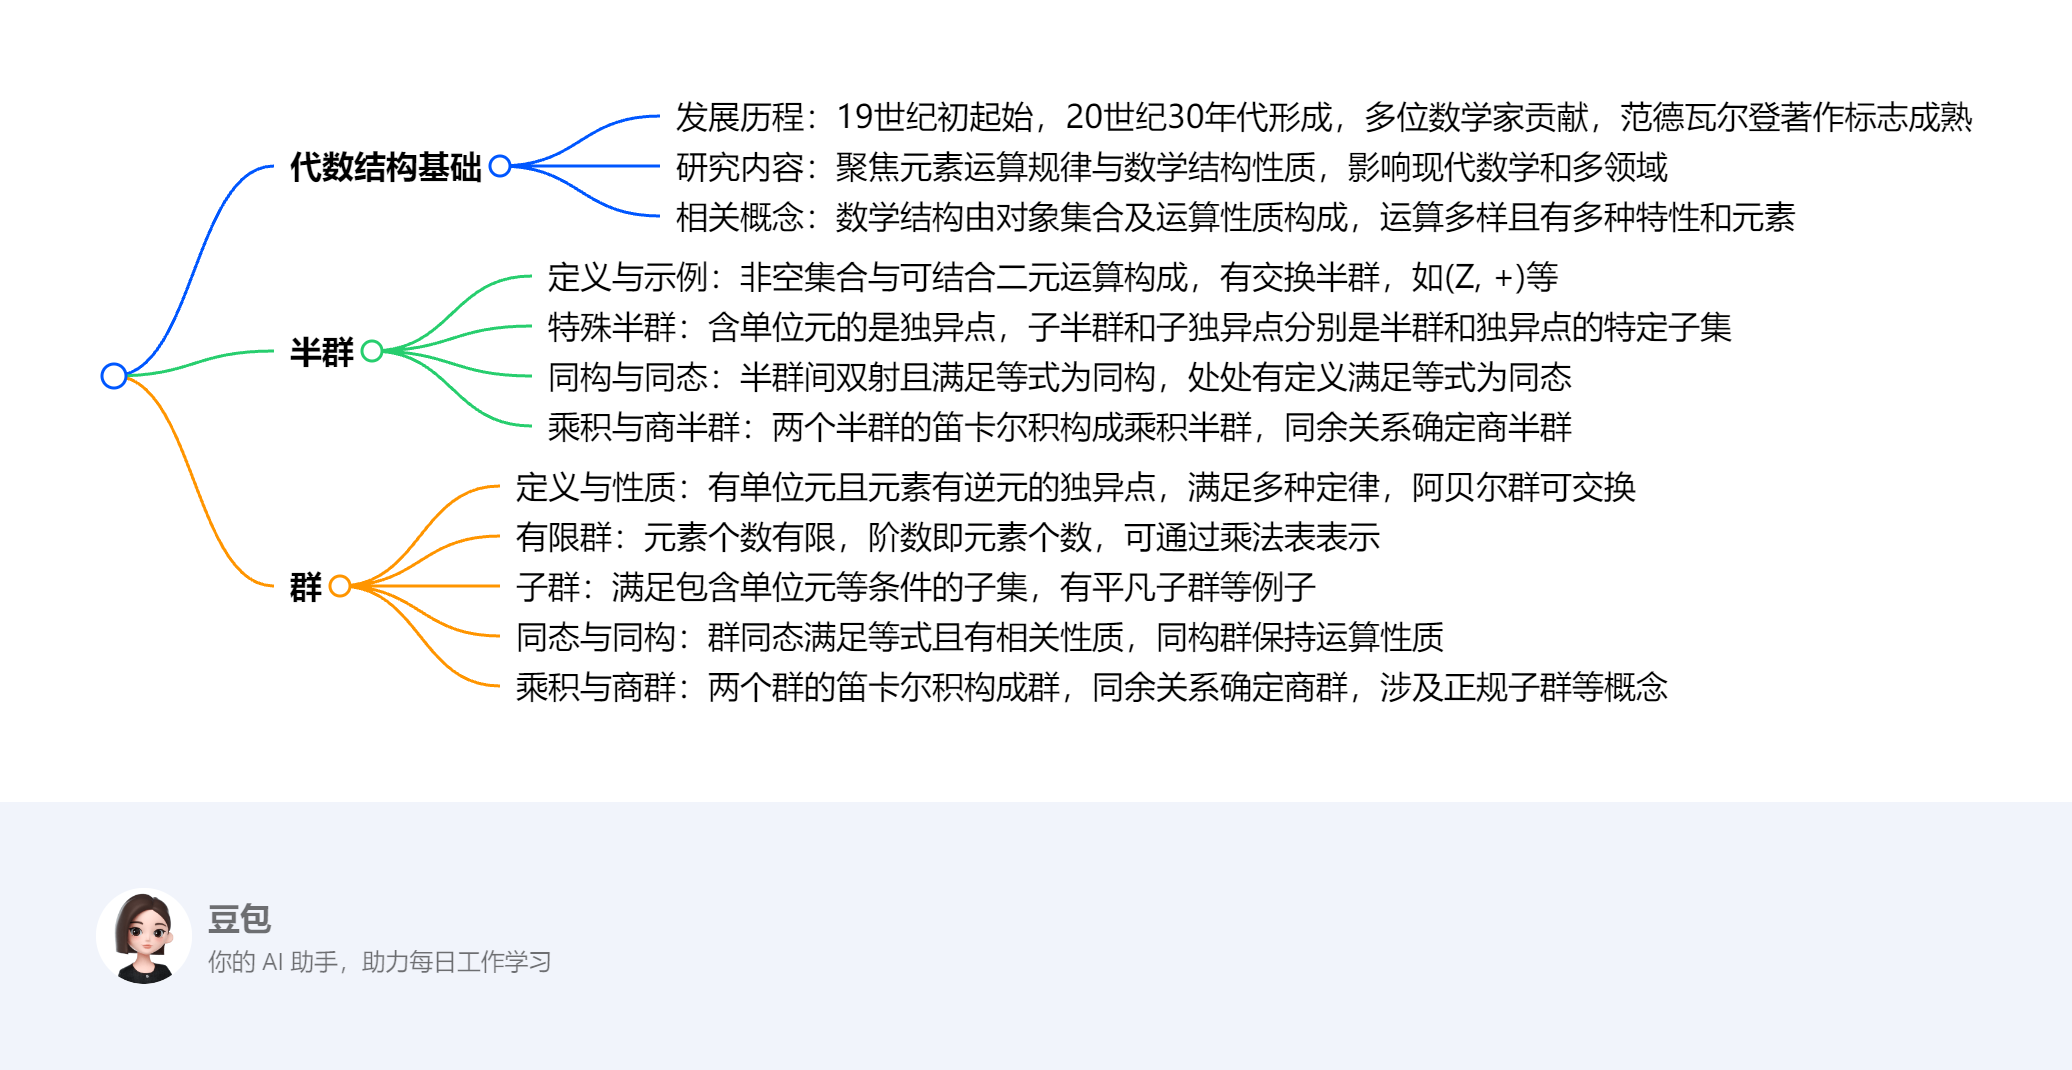 代数结构基础
发展历程：19世纪初起始，20世纪30年代形成，多位数学家贡献，范德瓦尔登著作标志成熟
研究内容：聚焦元素运算规律与数学结构性质，影响现代数学和多领域
相关概念：数学结构由对象集合及运算性质构成，运算多样且有多种特性和元素
半群
定义与示例：非空集合与可结合二元运算构成，有交换半群，如(Z, +)等
特殊半群：含单位元的是独异点，子半群和子独异点分别是半群和独异点的特定子集
同构与同态：半群间双射且满足等式为同构，处处有定义满足等式为同态
乘积与商半群：两个半群的笛卡尔积构成乘积半群，同余关系确定商半群
群
定义与性质：有单位元且元素有逆元的独异点，满足多种定律，阿贝尔群可交换
有限群：元素个数有限，阶数即元素个数，可通过乘法表表示
子群：满足包含单位元等条件的子集，有平凡子群等例子
同态与同构：群同态满足等式且有相关性质，同构群保持运算性质
乘积与商群：两个群的笛卡尔积构成群，同余关系确定商群，涉及正规子群等概念
豆包
你的 AI 助手，助力每日工作学习